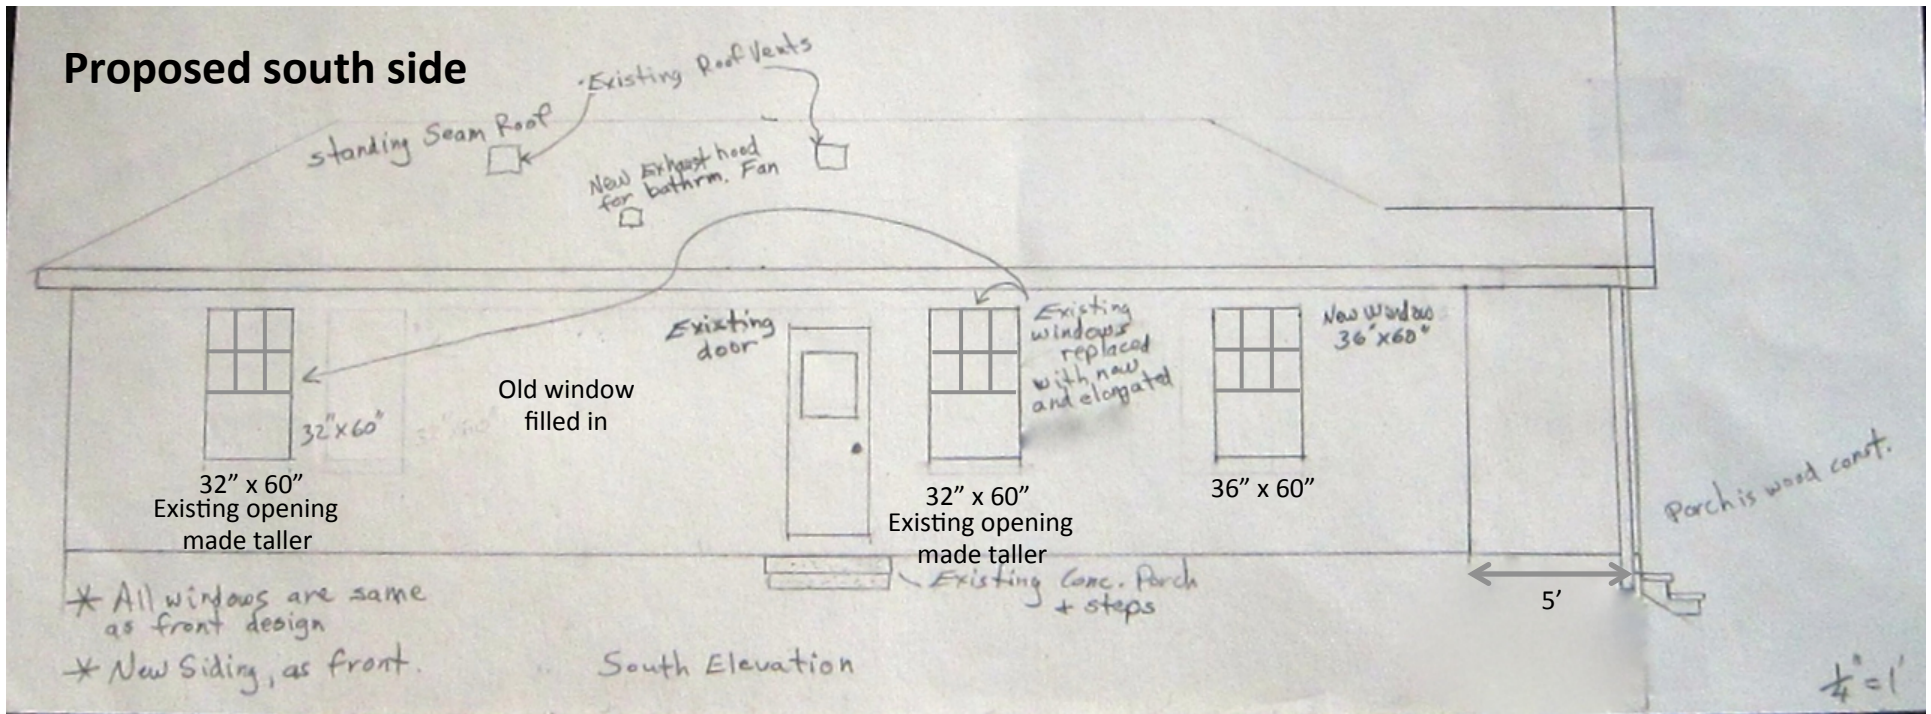 Proposed south side
Existing Roof Vents
standing Seam Roof
New Exhaust hood
for bathrm. Fan
Existing
door
Existing
windows
replaced
with new
and elongated
New Window
36"x60"
Old window
filled in
32"x60"
32" x 60"
Existing opening
made taller
32" x 60"
Existing opening
made taller
36" x 60"
Porch is wood const.
Existing Conc. Porch
+ steps
5'
* All windows are same
as front design
* New Siding, as front.
South Elevation
1/4" = 1'